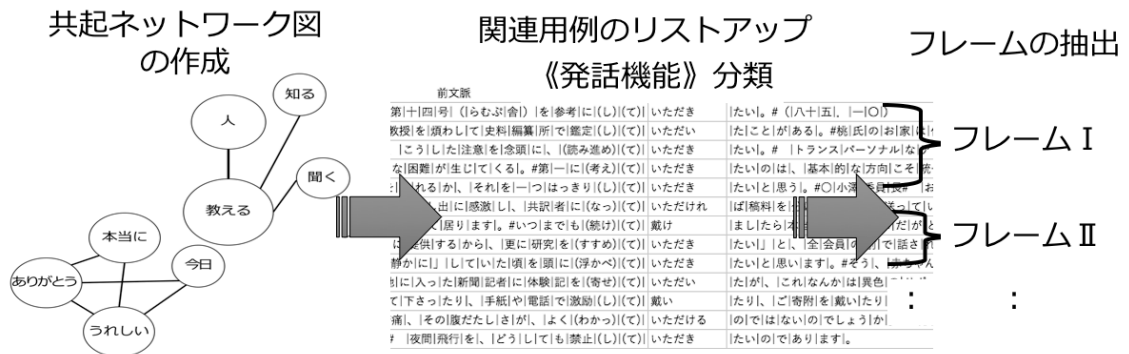 共起ネットワーク図
の作成
関連用例のリストアップ
《発話機能》分類
フレームの抽出
人
知る
聞く
教える
本当に
今日
ありがとう
うれしい
前文脈
第|十|四|号|（|らむぷ|舎|）|を|参考|に|(し)|(て)| いただき |たい|。#（|八|十|五|．|一|〇|）
教授|を|煩わし|て|史料|編纂|所|で|鑑定|(し)|(て)| いただい |た|こと|が|ある|。#桃|氏|の|お|家|は
|こう|し|た|注意|を|念頭|に|、|(読み進め)|(て)| いただき |たい|。#|トランス|パーソナル|な
な|困難|が|生じ|て|くる|。#第|一|に|(考え)|(て)| いただき |たい|の|は|、|基本|的|な|方向|こそ
れる|か|、|それ|を|一|つ|はっきり|(し)|(て)| いただき |たい|と|思う|。#〇|小澤
出|に|感激|し|、|共訳|者|に|(なっ)|(て)| いただけれ |ば|稿料|を
居り|ます|。#いつ|まで|も|(続け)|(て)| 戴け |まし|たら
する|から|、|更に|研究|を|(すすめ)|(て)| いただき |たい|」|と|、|全|会員|で|話さ
」|し|て|い|た|頃|を|頭|に|(浮かべ)|(て)| いただき |たい|と|思い|ます|。#そう|、
に|入っ|た|新聞|記者|に|体験|記|を|(寄せ)|(て)| いただい |た|が|、|これ|なんか|は|異色
て|下さっ|たり|、|手紙|や|電話|で|激励|(し)|(て)| 戴い |たり|、|ご|寄附|を|戴い|たり|
痛|、|その|腹だたし|さ|が|、|よく|(わかっ)|(て)| いただける |の|で|は|ない|の|でしょう|か|
#|夜間|飛行|を|、|どう|し|て|も|禁止|(し)|(て)| いただき |たい|の|で|あり|ます|。
フレームⅠ
フレームⅡ
：
：